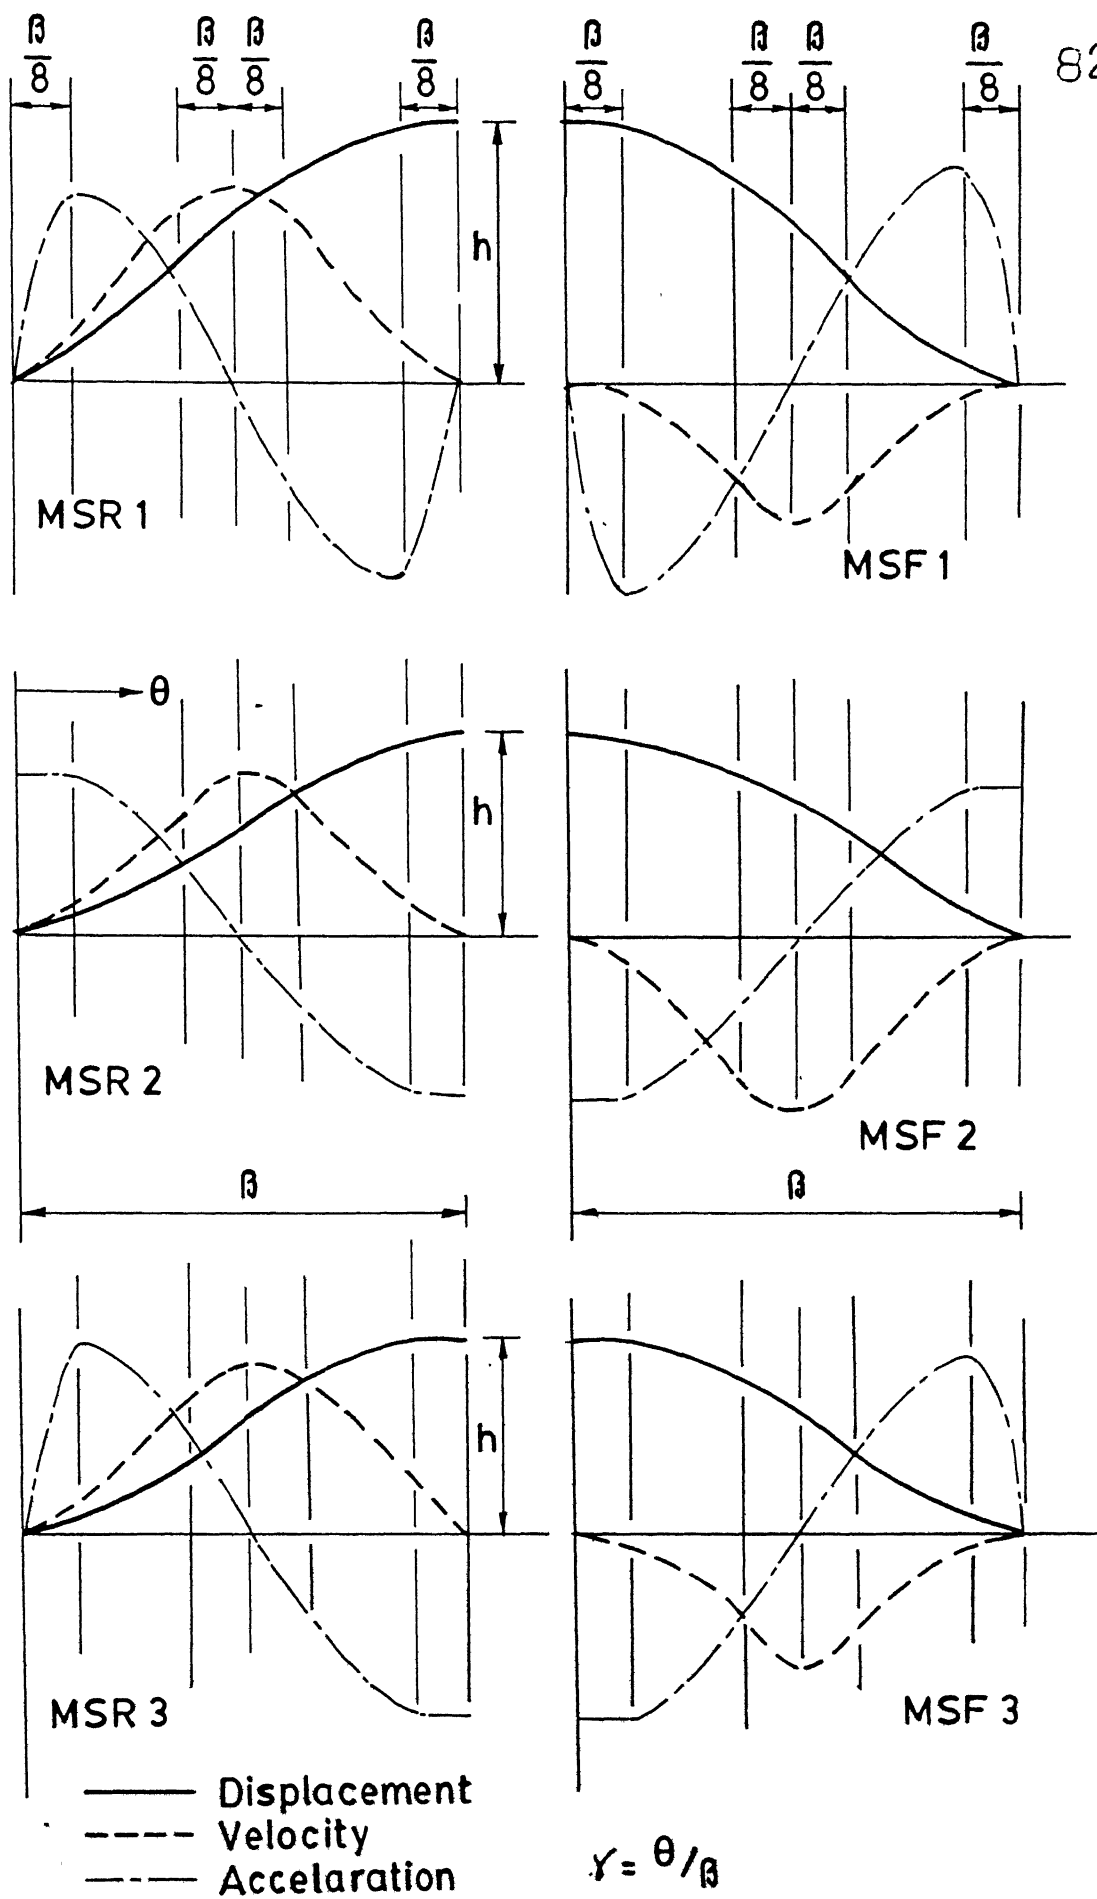 β/8 β/8 β/8 β/8 β/8 β/8 β/8 β/8 82
h
MSR 1
MSF 1
θ
h
MSR 2
MSF 2
β β
h
MSR 3
MSF 3
Displacement
Velocity
Accelaration
γ = θ/β